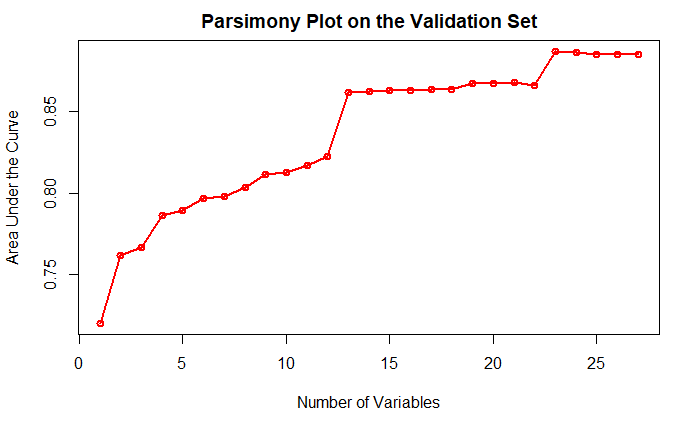 Parsimony Plot on the Validation Set
Area Under the Curve
0.85
0.80
0.75
0 5 10 15 20 25
Number of Variables